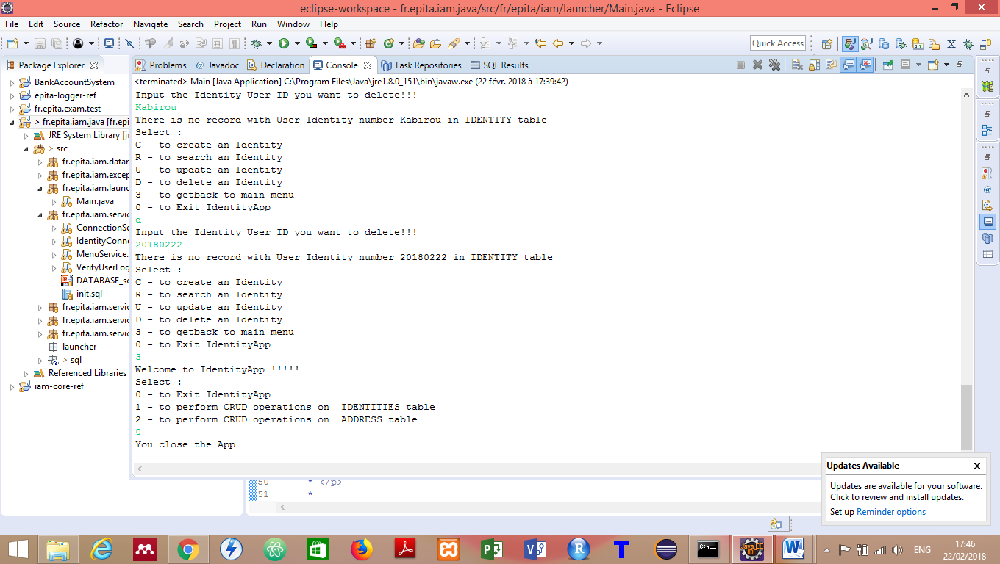 eclipse-workspace - fr.epita.iam.java/src/fr/epita/iam/launcher/Main.java - Eclipse
File Edit Source Refactor Navigate Search Project Run Window Help
Quick Access
Package Explorer
Problems Javadoc Declaration Console Task Repositories SQL Results
<terminated> Main [Java Application] C:\Program Files\Java\jre1.8.0_151\bin\javaw.exe (22 févr. 2018 à 17:39:42)
BankAccountSystem
epita-logger-ref
fr.epita.exam.test
> fr.epita.iam.java [fr.epi
JRE System Library [j
> src
fr.epita.iam.datar
fr.epita.iam.excep
fr.epita.iam.launc
Main.java
fr.epita.iam.servic
ConnectionSe
IdentityConne
MenuService.
VerifyUserLog
DATABASE_sc
init.sql
fr.epita.iam.servic
fr.epita.iam.servic
fr.epita.iam.servic
launcher
> sql
Referenced Libraries
iam-core-ref
Input the Identity User ID you want to delete!!!
Kabirou
There is no record with User Identity number Kabirou in IDENTITY table
Select :
C - to create an Identity
R - to search an Identity
U - to update an Identity
D - to delete an Identity
3 - to getback to main menu
0 - to Exit IdentityApp
d
Input the Identity User ID you want to delete!!!
20180222
There is no record with User Identity number 20180222 in IDENTITY table
Select :
C - to create an Identity
R - to search an Identity
U - to update an Identity
D - to delete an Identity
3 - to getback to main menu
0 - to Exit IdentityApp
3
Welcome to IdentityApp !!!!!
Select :
0 - to Exit IdentityApp
1 - to perform CRUD operations on  IDENTITIES table
2 - to perform CRUD operations on  ADDRESS table
0
You close the App
50 * </p>
51 *
Updates Available
Updates are available for your software.
Click to review and install updates.
Set up Reminder options
ENG
17:46
22/02/2018